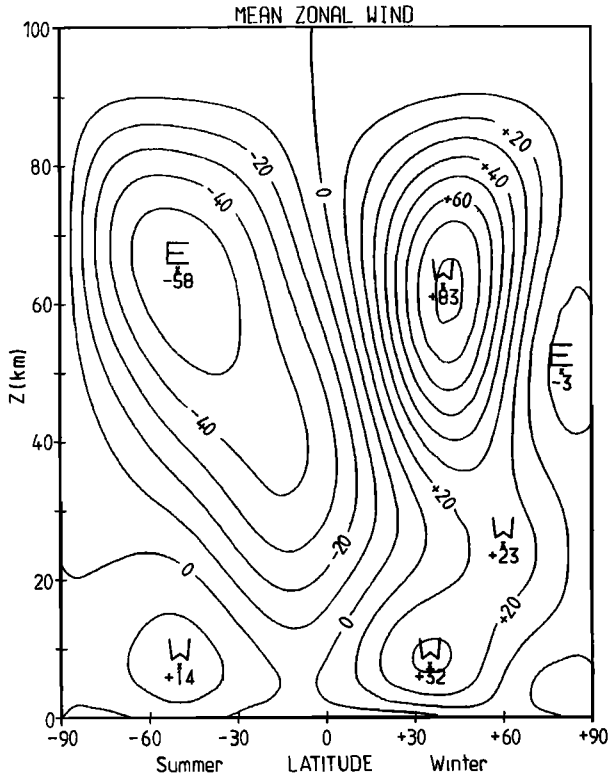 MEAN ZONAL WIND
100
+20
-20
80
0
+40
-40
+60
E
W
-58
+83
60
E
Z(km)
-3
40
-40
+20
W
+23
-20
20
0
+20
0
W
W
+14
+32
0
-90 -60 -30 0 +30 +60 +90
Summer LATITUDE Winter